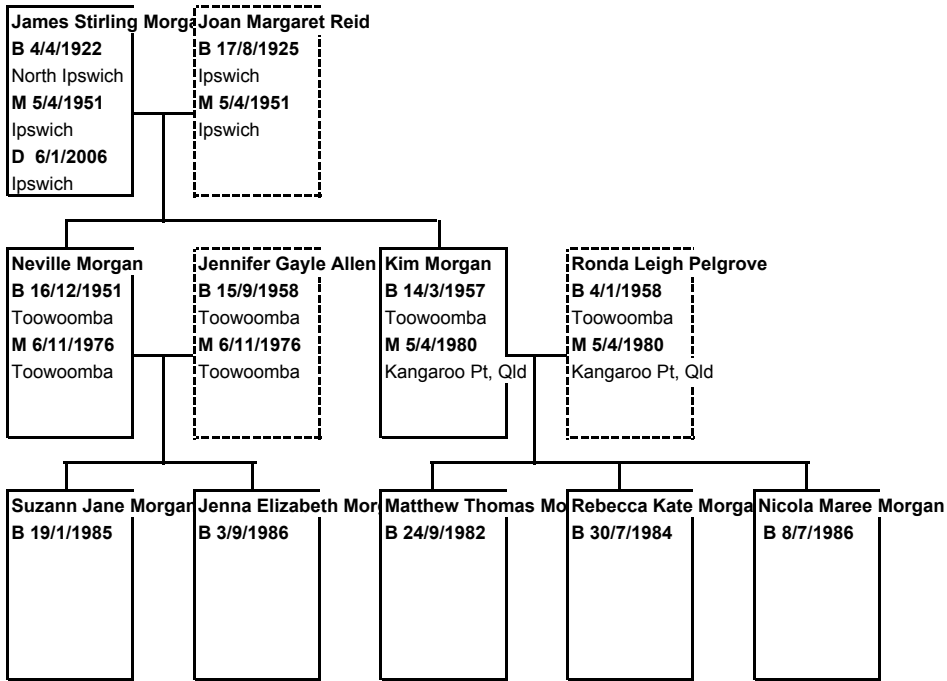 James Stirling Morga
B 4/4/1922
North Ipswich
M 5/4/1951
Ipswich
D 6/1/2006
Ipswich
Joan Margaret Reid
B 17/8/1925
Ipswich
M 5/4/1951
Ipswich
Neville Morgan
B 16/12/1951
Toowoomba
M 6/11/1976
Toowoomba
Jennifer Gayle Allen
B 15/9/1958
Toowoomba
M 6/11/1976
Toowoomba
Kim Morgan
B 14/3/1957
Toowoomba
M 5/4/1980
Kangaroo Pt, Qld
Ronda Leigh Pelgrove
B 4/1/1958
Toowoomba
M 5/4/1980
Kangaroo Pt, Qld
Suzann Jane Morgan
B 19/1/1985
Jenna Elizabeth Mor
B 3/9/1986
Matthew Thomas Mo
B 24/9/1982
Rebecca Kate Morga
B 30/7/1984
Nicola Maree Morgan
B 8/7/1986